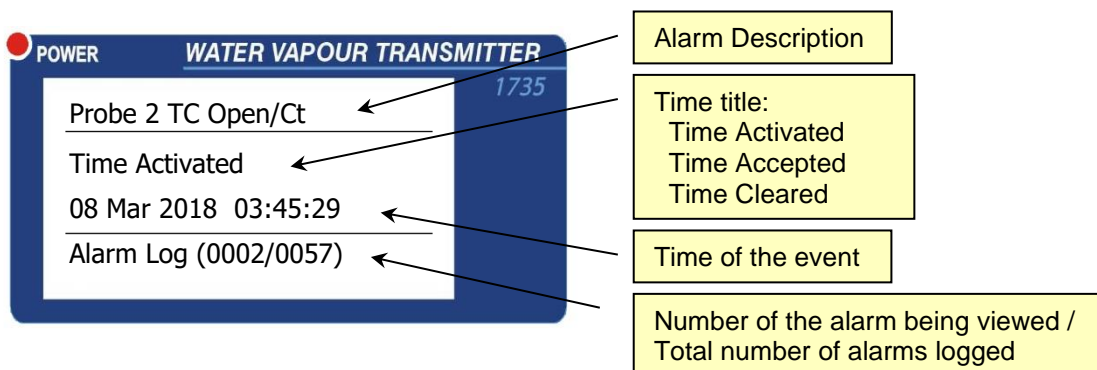 POWER
WATER VAPOUR TRANSMITTER
1735
Probe 2 TC Open/Ct
Time Activated
08 Mar 2018 03:45:29
Alarm Log (0002/0057)
Alarm Description
Time title:
Time Activated
Time Accepted
Time Cleared
Time of the event
Number of the alarm being viewed /
Total number of alarms logged